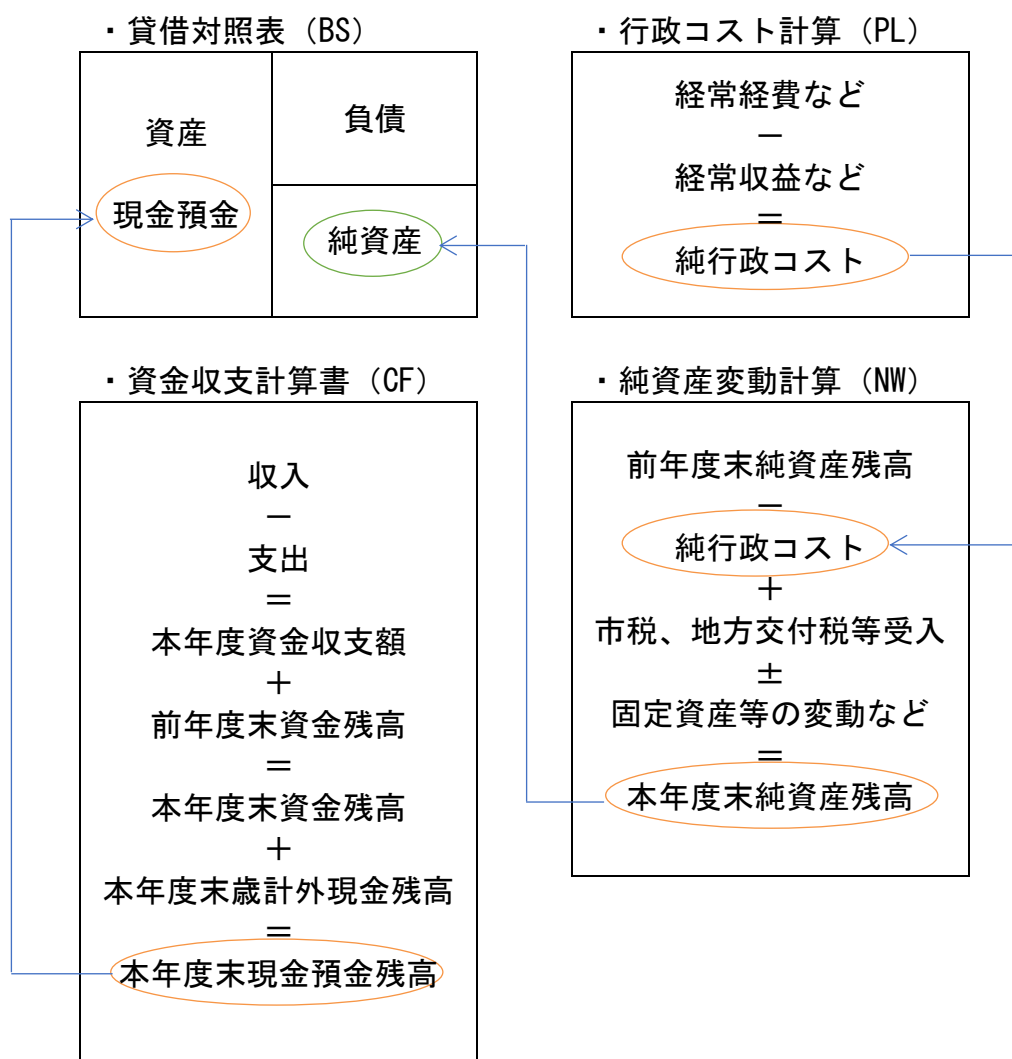 ・貸借対照表（BS）
資産
現金預金
負債
純資産
・行政コスト計算（PL）
経常経費など
－
経常収益など
＝
純行政コスト
・資金収支計算書（CF）
収入
－
支出
＝
本年度資金収支額
＋
前年度末資金残高
＝
本年度末資金残高
＋
本年度末歳計外現金残高
＝
本年度末現金預金残高
・純資産変動計算（NW）
前年度末純資産残高
－
純行政コスト
＋
市税、地方交付税等受入
±
固定資産等の変動など
＝
本年度末純資産残高